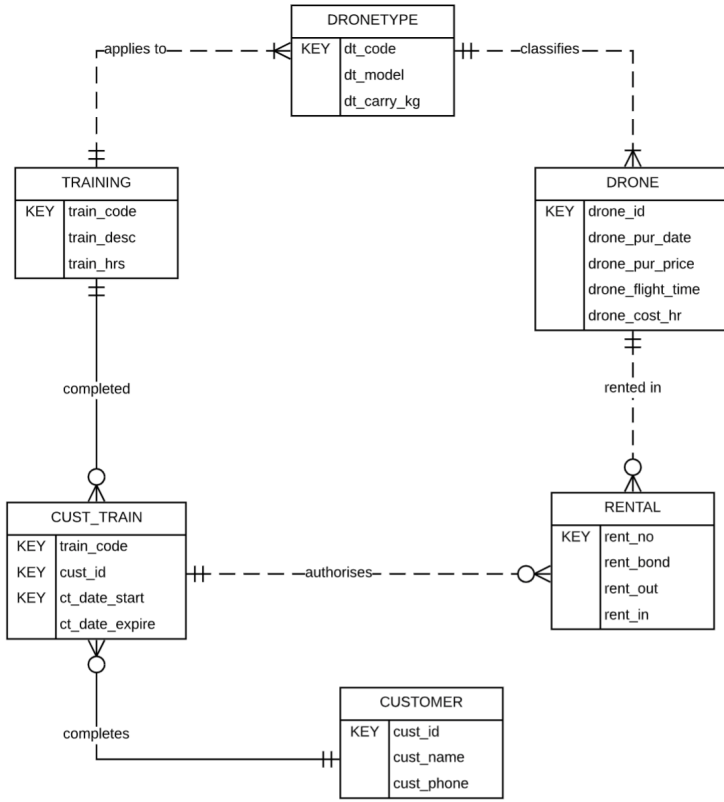 DRONETYPE
KEY dt_code
dt_model
dt_carry_kg
applies to
classifies
TRAINING
KEY train_code
train_desc
train_hrs
DRONE
KEY drone_id
drone_pur_date
drone_pur_price
drone_flight_time
drone_cost_hr
completed
rented in
CUST_TRAIN
KEY train_code
KEY cust_id
KEY ct_date_start
ct_date_expire
authorises
RENTAL
KEY rent_no
rent_bond
rent_out
rent_in
completes
CUSTOMER
KEY cust_id
cust_name
cust_phone